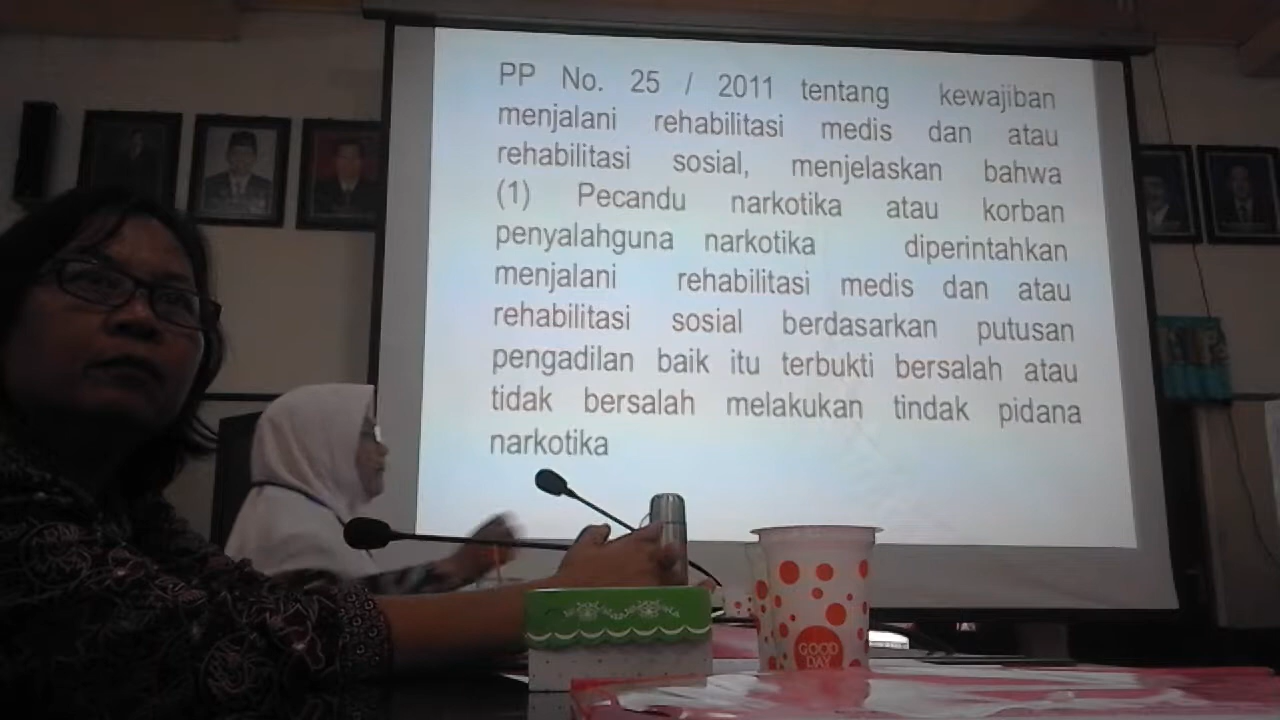 PP No. 25 / 2011 tentang kewajiban
menjalani rehabilitasi medis dan atau
rehabilitasi sosial, menjelaskan bahwa
(1) Pecandu narkotika atau korban
penyalahguna narkotika diperintahkan
menjalani rehabilitasi medis dan atau
rehabilitasi sosial berdasarkan putusan
pengadilan baik itu terbukti bersalah atau
tidak bersalah melakukan tindak pidana
narkotika
GOOD
DAY